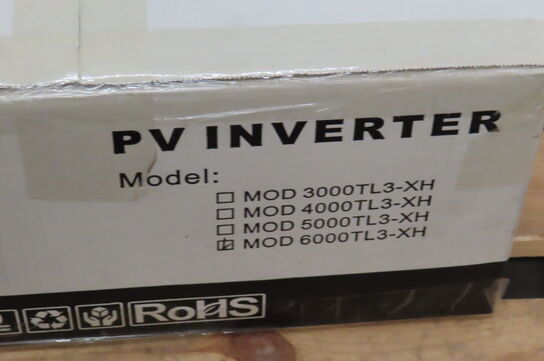 PV INVERTER
Model:
☐ MOD 3000TL3-XH
☐ MOD 4000TL3-XH
☐ MOD 5000TL3-XH
☑ MOD 6000TL3-XH
RoHS